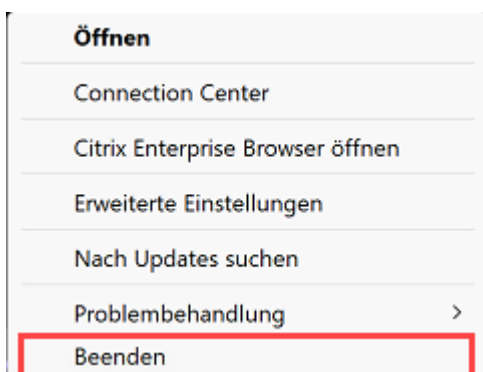 Öffnen
Connection Center
Citrix Enterprise Browser öffnen
Erweiterte Einstellungen
Nach Updates suchen
Problembehandlung
Beenden